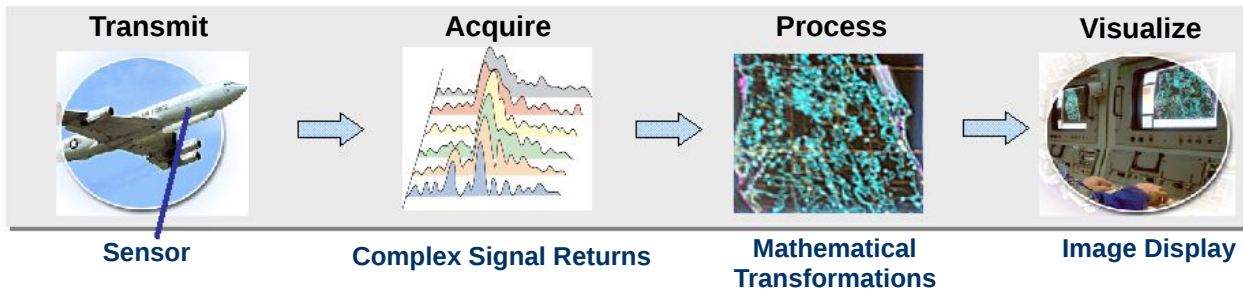 Transmit
Acquire
Process
Visualize
Sensor
Complex Signal Returns
Mathematical
Transformations
Image Display